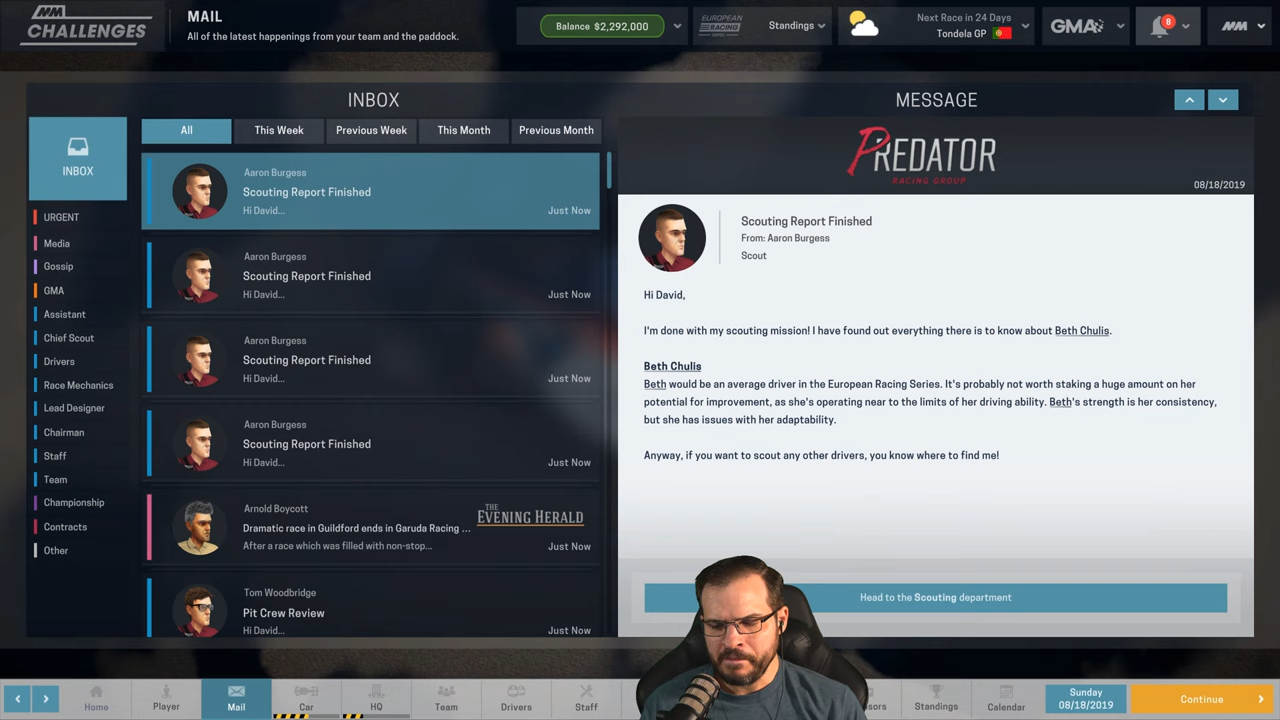 MM
CHALLENGES
MAIL
All of the latest happenings from your team and the paddock.
Balance $2,292,000
EUROPEAN
RACING
SERIES
Standings
Next Race in 24 Days
Tondela GP
GMA
8
MM
INBOX
MESSAGE
INBOX
URGENT
Media
Gossip
GMA
Assistant
Chief Scout
Drivers
Race Mechanics
Lead Designer
Chairman
Staff
Team
Championship
Contracts
Other
All
This Week
Previous Week
This Month
Previous Month
Aaron Burgess
Scouting Report Finished
Hi David...
Just Now
Aaron Burgess
Scouting Report Finished
Hi David...
Just Now
Aaron Burgess
Scouting Report Finished
Hi David...
Just Now
Aaron Burgess
Scouting Report Finished
Hi David...
Just Now
Arnold Boycott
Dramatic race in Guildford ends in Garuda Racing ...
After a race which was filled with non-stop...
Just Now
THE
EVENING HERALD
Tom Woodbridge
Pit Crew Review
Hi David...
Just Now
PREDATOR
RACING GROUP
08/18/2019
Scouting Report Finished
From: Aaron Burgess
Scout
Hi David,
I'm done with my scouting mission! I have found out everything there is to know about Beth Chulis.
Beth Chulis
Beth would be an average driver in the European Racing Series. It's probably not worth staking a huge amount on her
potential for improvement, as she's operating near to the limits of her driving ability. Beth's strength is her consistency,
but she has issues with her adaptability.
Anyway, if you want to scout any other drivers, you know where to find me!
Head to the Scouting department
Home
Player
Mail
Car
HQ
Team
Drivers
Staff
Standings
Calendar
Sunday
08/18/2019
Continue